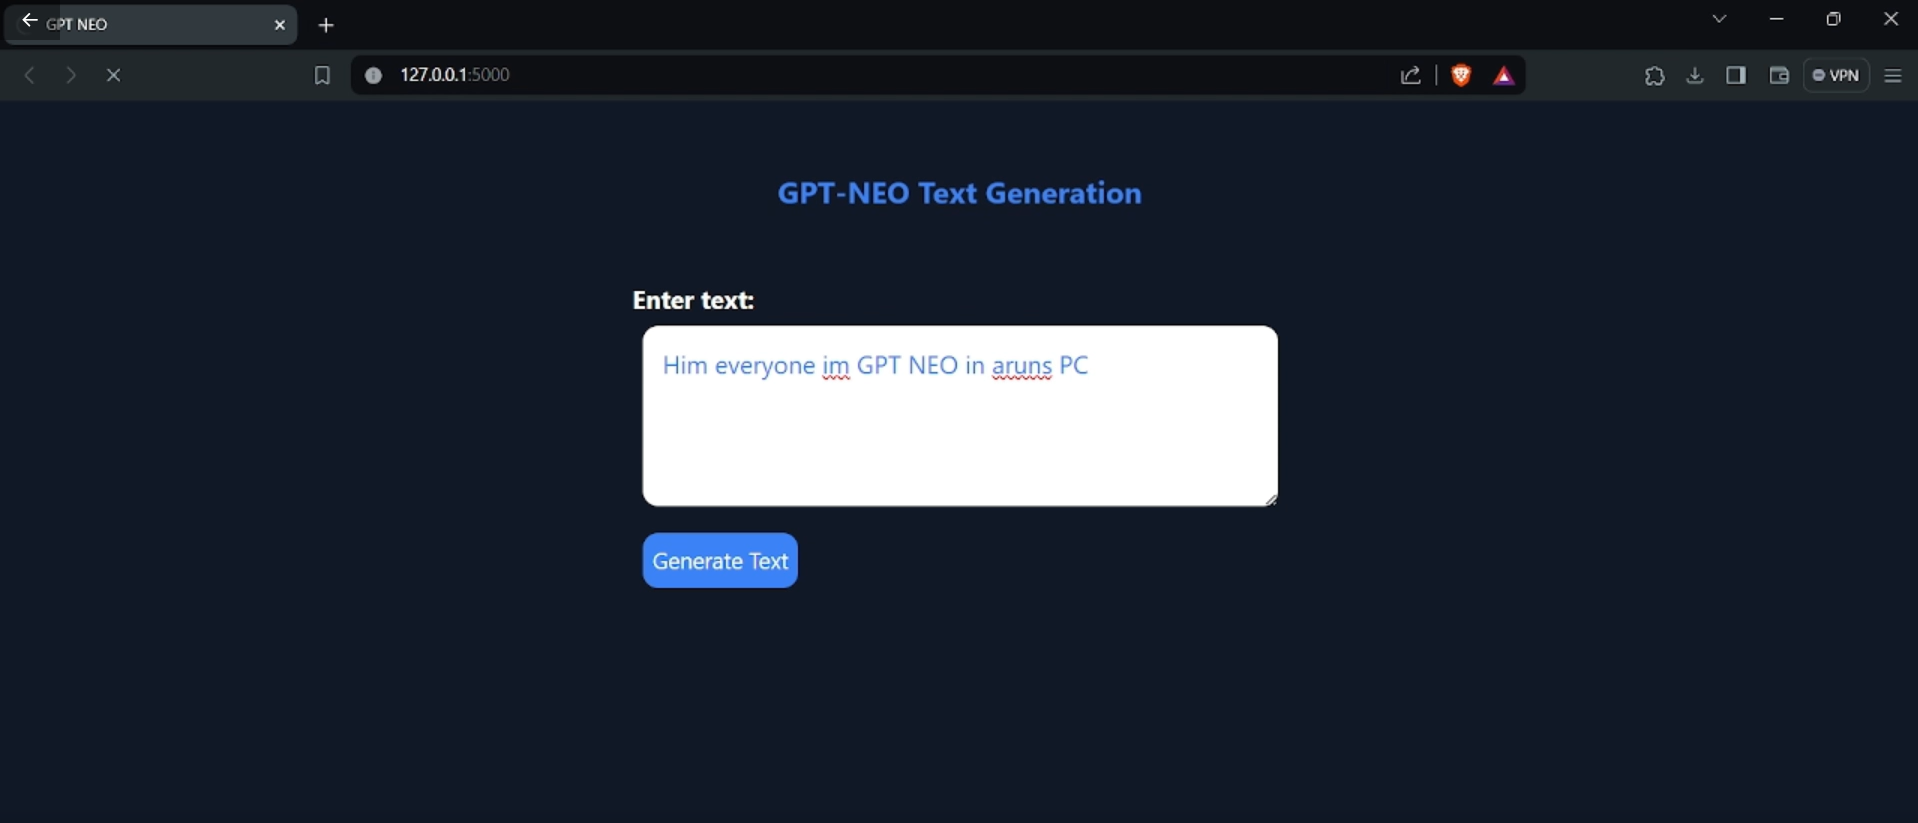 GPT NEO
127.0.0.1:5000
VPN
GPT-NEO Text Generation
Enter text:
Him everyone im GPT NEO in aruns PC
Generate Text